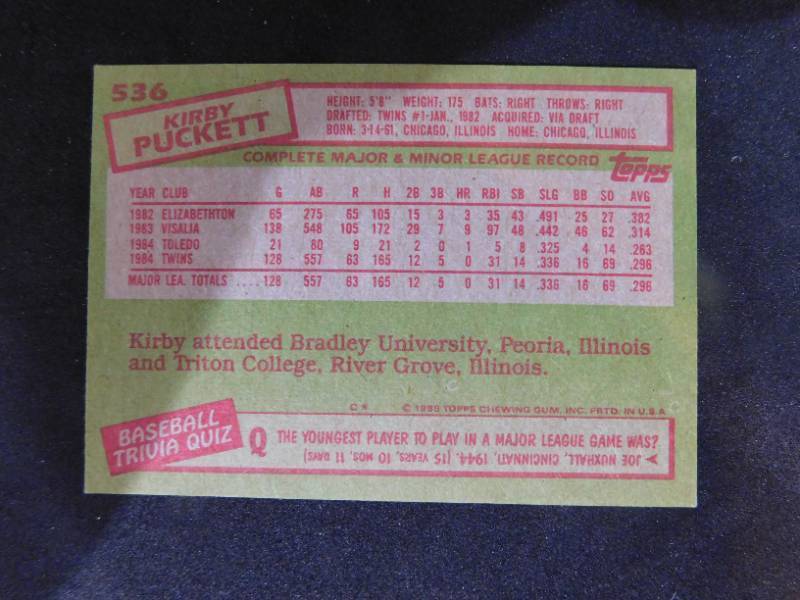 536
KIRBY
PUCKETT
HEIGHT: 5'8" WEIGHT: 175 BATS: RIGHT THROWS: RIGHT
DRAFTED: TWINS #1-JAN., 1982 ACQUIRED: VIA DRAFT
BORN: 3-14-61, CHICAGO, ILLINOIS HOME: CHICAGO, ILLINOIS
COMPLETE MAJOR & MINOR LEAGUE RECORD topps
YEAR CLUB G AB R H 2B 3B HR RBI SB SLG BB SO AVG
1982 ELIZABETHTON 65 275 65 105 15 3 3 35 43 .491 25 27 .382
1983 VISALIA 138 548 105 172 29 7 9 97 48 .442 46 62 .314
1984 TOLEDO 21 80 9 21 2 0 1 5 8 .325 4 14 .263
1984 TWINS 128 557 63 165 12 5 0 31 14 .336 16 69 .296
MAJOR LEA. TOTALS .... 128 557 63 165 12 5 0 31 14 .336 16 69 .296
Kirby attended Bradley University, Peoria, Illinois
and Triton College, River Grove, Illinois.
C* © 1985 TOPPS CHEWING GUM, INC. PRTD. IN U.S.A.
BASEBALL
TRIVIA QUIZ
Q THE YOUNGEST PLAYER TO PLAY IN A MAJOR LEAGUE GAME WAS?
A JOE NUXHALL, CINCINNATI, 1944. (15 YEARS, 10 MOS, 11 DAYS)